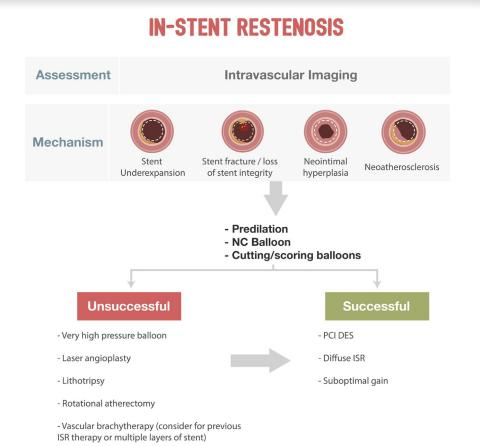 IN-STENT RESTENOSIS
Assessment
Intravascular Imaging
Mechanism
Stent
Underexpansion
Stent fracture / loss
of stent integrity
Neointimal
hyperplasia
Neoatherosclerosis
- Predilation
- NC Balloon
- Cutting/scoring balloons
Unsuccessful
- Very high pressure balloon
- Laser angioplasty
- Lithotripsy
- Rotational artherectomy
- Vascular brachytherapy (consider for previous
ISR therapy or multiple layers of stent)
Successful
- PCI DES
- Diffuse ISR
- Suboptimal gain